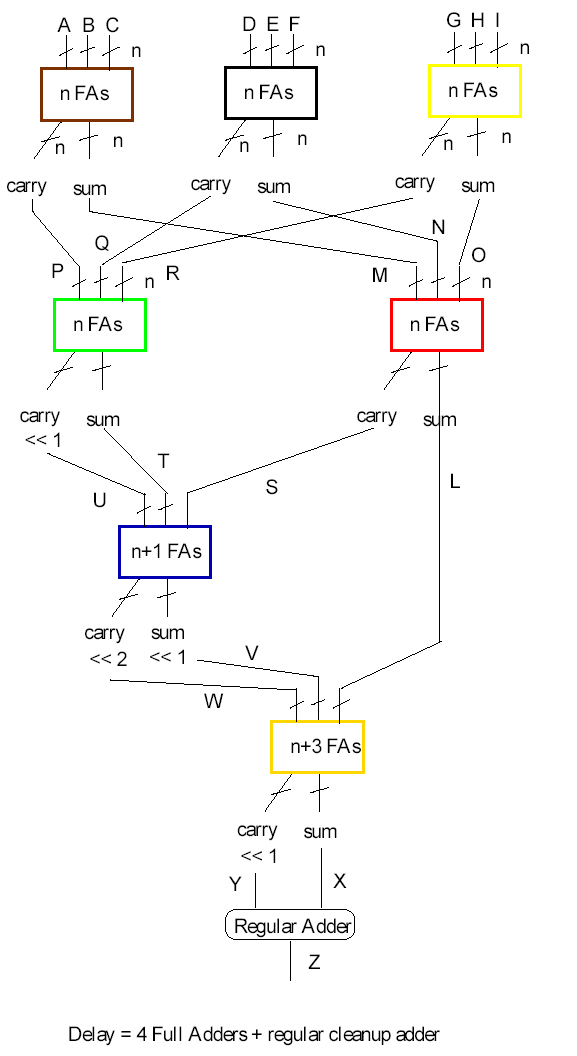 A B C n D E F n G H I n
n FAs n FAs n FAs
n n n n n n
carry sum carry sum carry sum
P Q R n M N O n
n FAs n FAs
carry sum carry sum
<< 1
U T S L
n+1 FAs
carry sum
<< 2 << 1
V
W
n+3 FAs
carry sum
<< 1
Y X
Regular Adder
Z
Delay = 4 Full Adders + regular cleanup adder